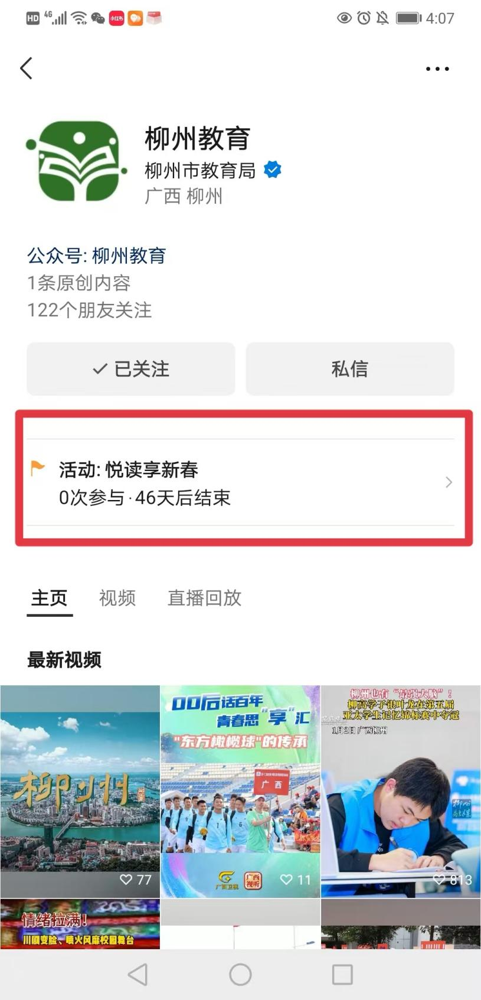 HD 4G 小红书 4:07
柳州教育
柳州市教育局
广西 柳州
公众号: 柳州教育
1条原创内容
122个朋友关注
已关注
私信
活动: 悦读享新春
0次参与·46天后结束
主页
视频
直播回放
最新视频
柳州
77
00后话百年
青春思"享"汇
"东方橄榄球"的传承
广西
广西卫视
广西视听
11
柳州也有“最强大脑”！
柳高学子银叶龙在第五届
亚太学生记忆锦标赛中夺冠
1月2日 广西柳州
813
情绪拉满!
川剧变脸、喷火风靡校园舞台